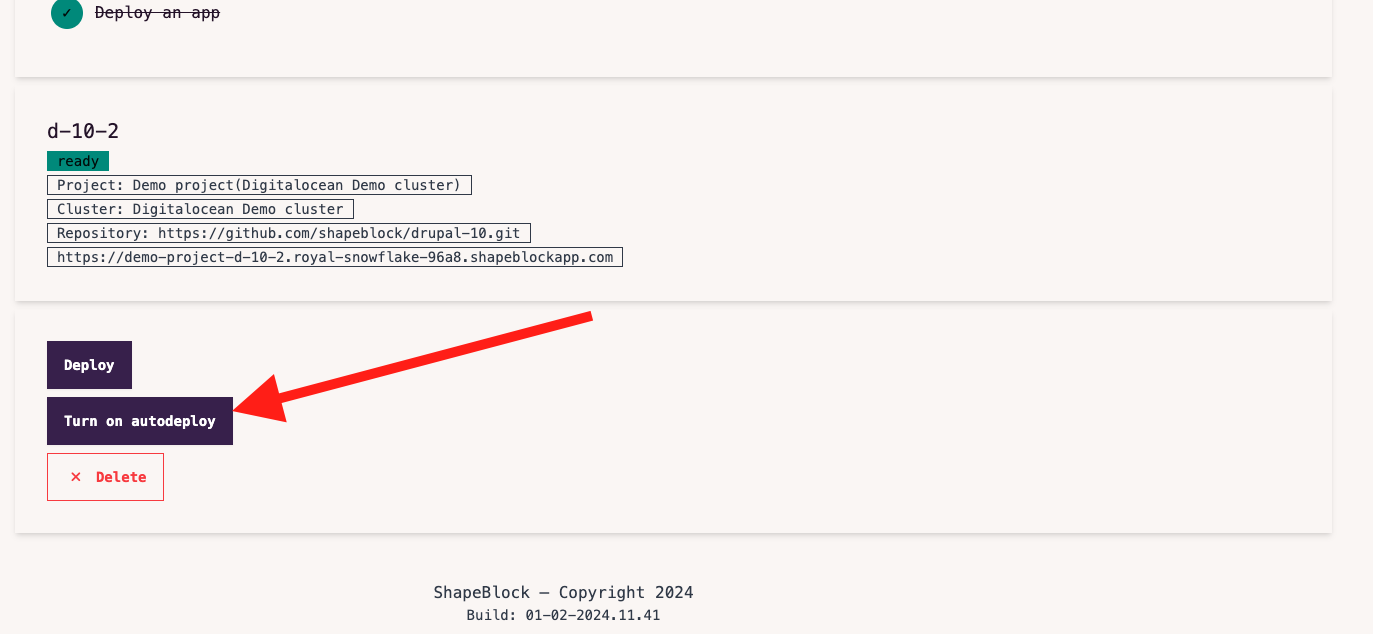 ✓ Deploy an app
d-10-2
ready
Project: Demo project(Digitalocean Demo cluster)
Cluster: Digitalocean Demo cluster
Repository: https://github.com/shapeblock/drupal-10.git
https://demo-project-d-10-2.royal-snowflake-96a8.shapeblockapp.com
Deploy
Turn on autodeploy
✕ Delete
ShapeBlock — Copyright 2024
Build: 01-02-2024.11.41